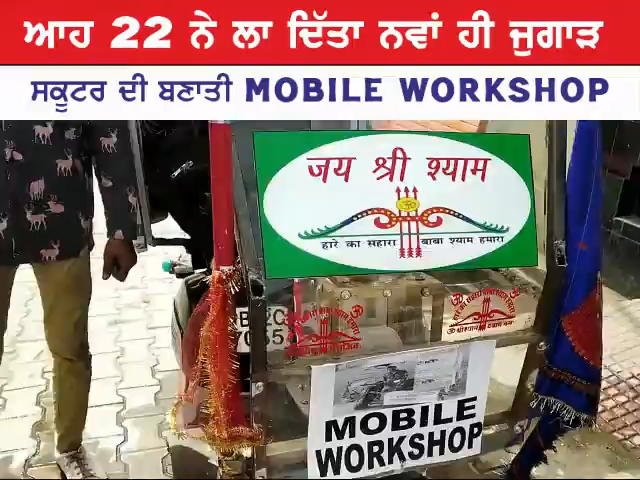 ਆਹ 22 ਨੇ ਲਾ ਦਿੱਤਾ ਨਵਾਂ ਹੀ ਜੁਗਾੜ
ਸਕੂਟਰ ਦੀ ਬਣਾਤੀ MOBILE WORKSHOP
जय श्री श्याम
हारे का सहारा बाबा श्याम हमारा
MOBILE
WORKSHOP